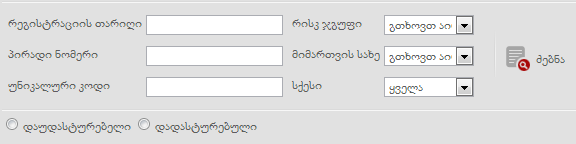 რეგისტრაციის თარიღი რისკ ჯგუფი გთხოვთ აი
პირადი ნომერი მიმართვის სახე გთხოვთ აი
უნიკალური კოდი სქესი ყველა
ძებნა
დაუდასტურებელი დადასტურებული